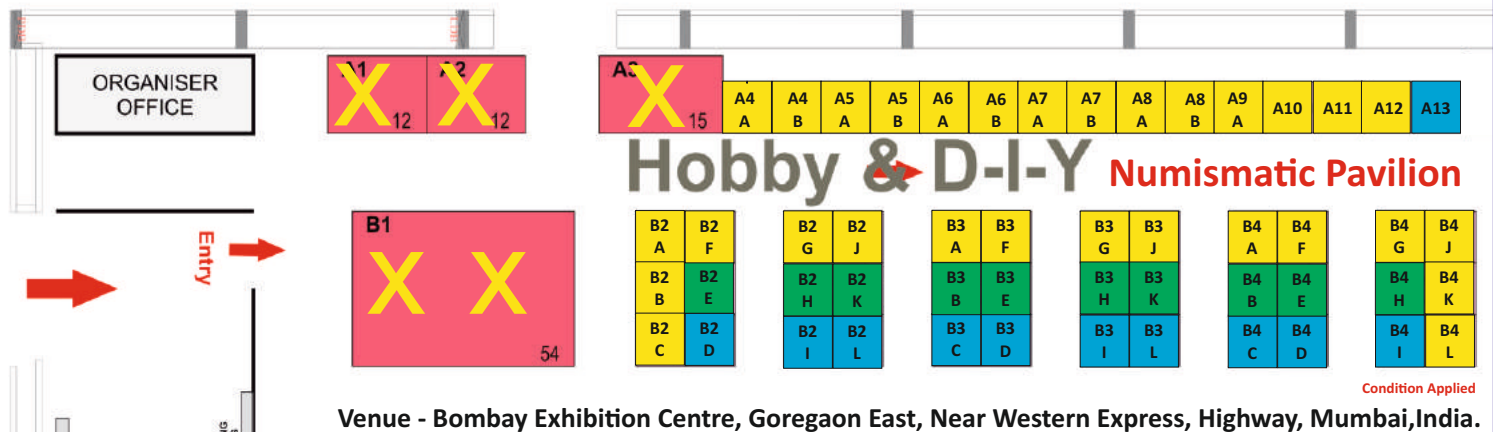 ORGANISER
OFFICE
A1
X
12
A2
X
12
A3
X
15
A4
A
A4
B
A5
A
A5
B
A6
A
A6
B
A7
A
A7
B
A8
A
A8
B
A9
A
A10
A11
A12
A13
Hobby & D-I-Y
Numismatic Pavilion
Entry
B1
X X
54
B2
A
B2
F
B2
B
B2
E
B2
C
B2
D
B2
G
B2
J
B2
H
B2
K
B2
I
B2
L
B3
A
B3
F
B3
B
B3
E
B3
C
B3
D
B3
G
B3
J
B3
H
B3
K
B3
I
B3
L
B4
A
B4
F
B4
B
B4
E
B4
C
B4
D
B4
G
B4
J
B4
H
B4
K
B4
I
B4
L
Condition Applied
Venue - Bombay Exhibition Centre, Goregaon East, Near Western Express, Highway, Mumbai,India.